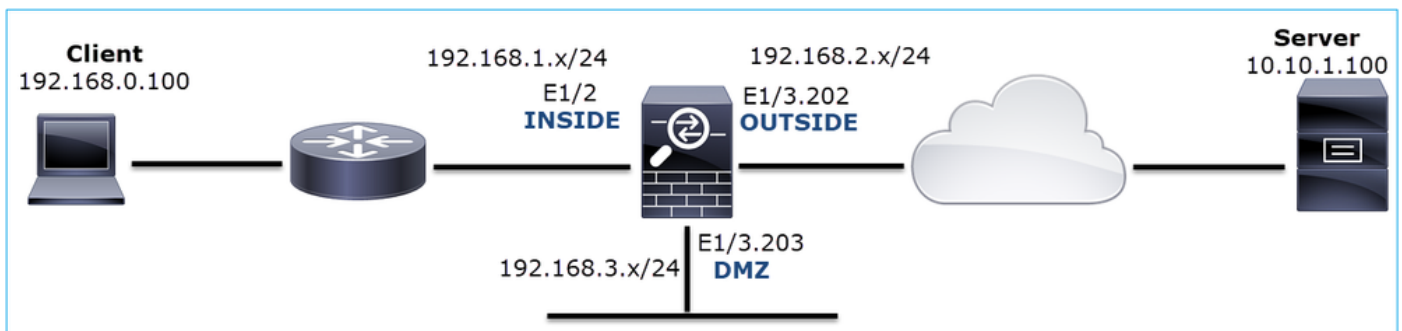 Client
192.168.0.100
192.168.1.x/24
E1/2
INSIDE
192.168.2.x/24
E1/3.202
OUTSIDE
Server
10.10.1.100
E1/3.203
DMZ
192.168.3.x/24